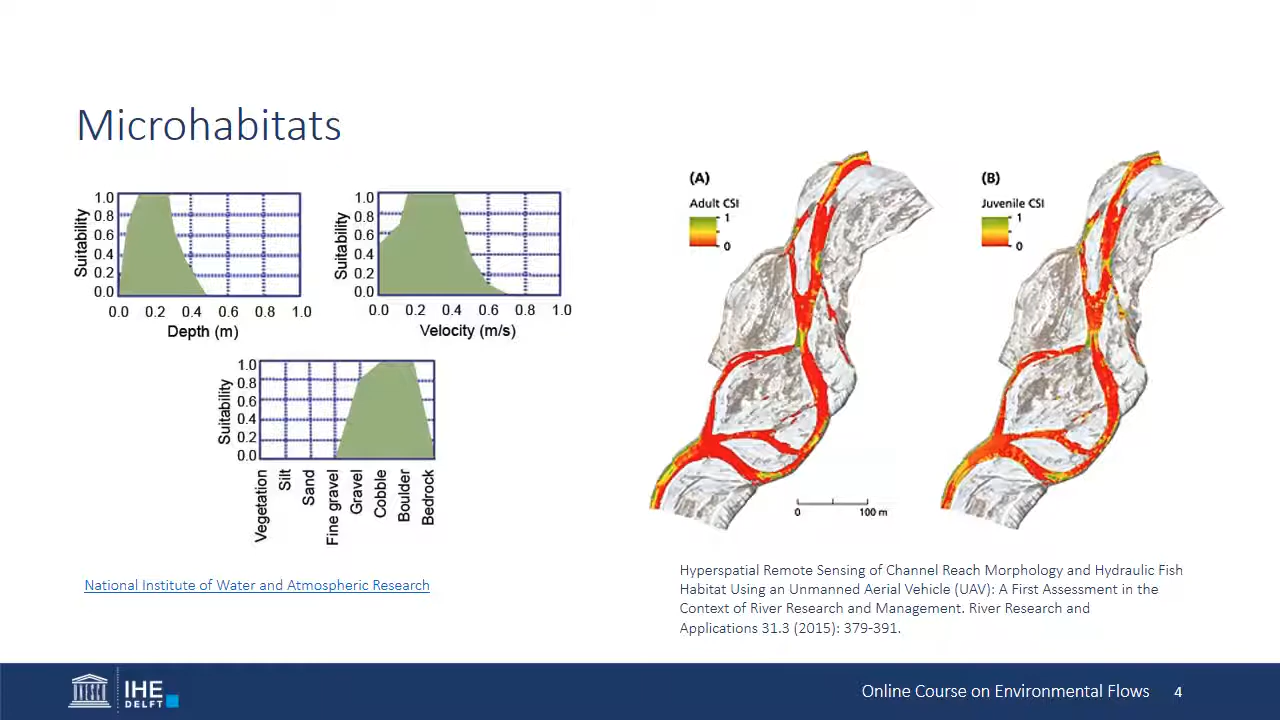 Microhabitats
Suitability
1.0
0.8
0.6
0.4
0.2
0.0
0.0 0.2 0.4 0.6 0.8 1.0
Depth (m)
Suitability
1.0
0.8
0.6
0.4
0.2
0.0
0.0 0.2 0.4 0.6 0.8 1.0
Velocity (m/s)
Suitability
1.0
0.8
0.6
0.4
0.2
0.0
Vegetation
Silt
Sand
Fine gravel
Gravel
Cobble
Boulder
Bedrock
National Institute of Water and Atmospheric Research
(A)
Adult CSI
1
0
(B)
Juvenile CSI
1
0
0 100 m
Hyperspatial Remote Sensing of Channel Reach Morphology and Hydraulic Fish
Habitat Using an Unmanned Aerial Vehicle (UAV): A First Assessment in the
Context of River Research and Management. River Research and
Applications 31.3 (2015): 379-391.
UNESCO
IHE
DELFT
Online Course on Environmental Flows 4